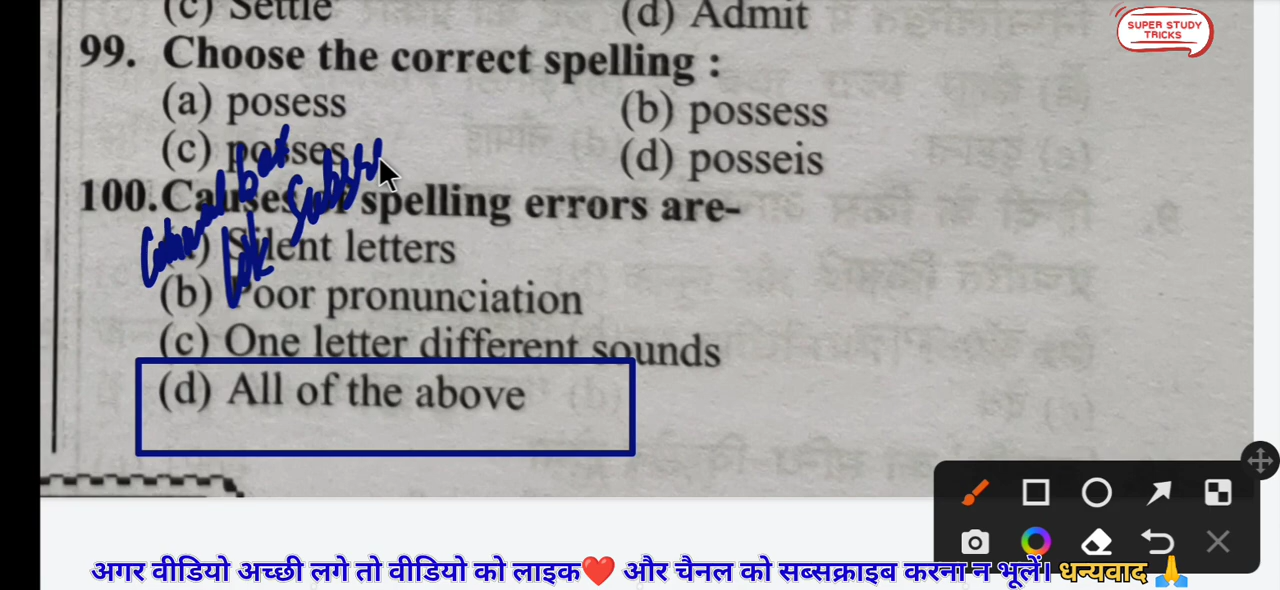 (c) Settle (d) Admit
SUPER STUDY
TRICKS
99. Choose the correct spelling :
(a) posess (b) possess
(c) posses (d) posseis
100. Causes of spelling errors are-
(a) Silent letters
(b) Poor pronunciation
(c) One letter different sounds
(d) All of the above
अगर वीडियो अच्छी लगे तो वीडियो को लाइक❤️ और चैनल को सब्सक्राइब करना न भूलें। धन्यवाद 🙏